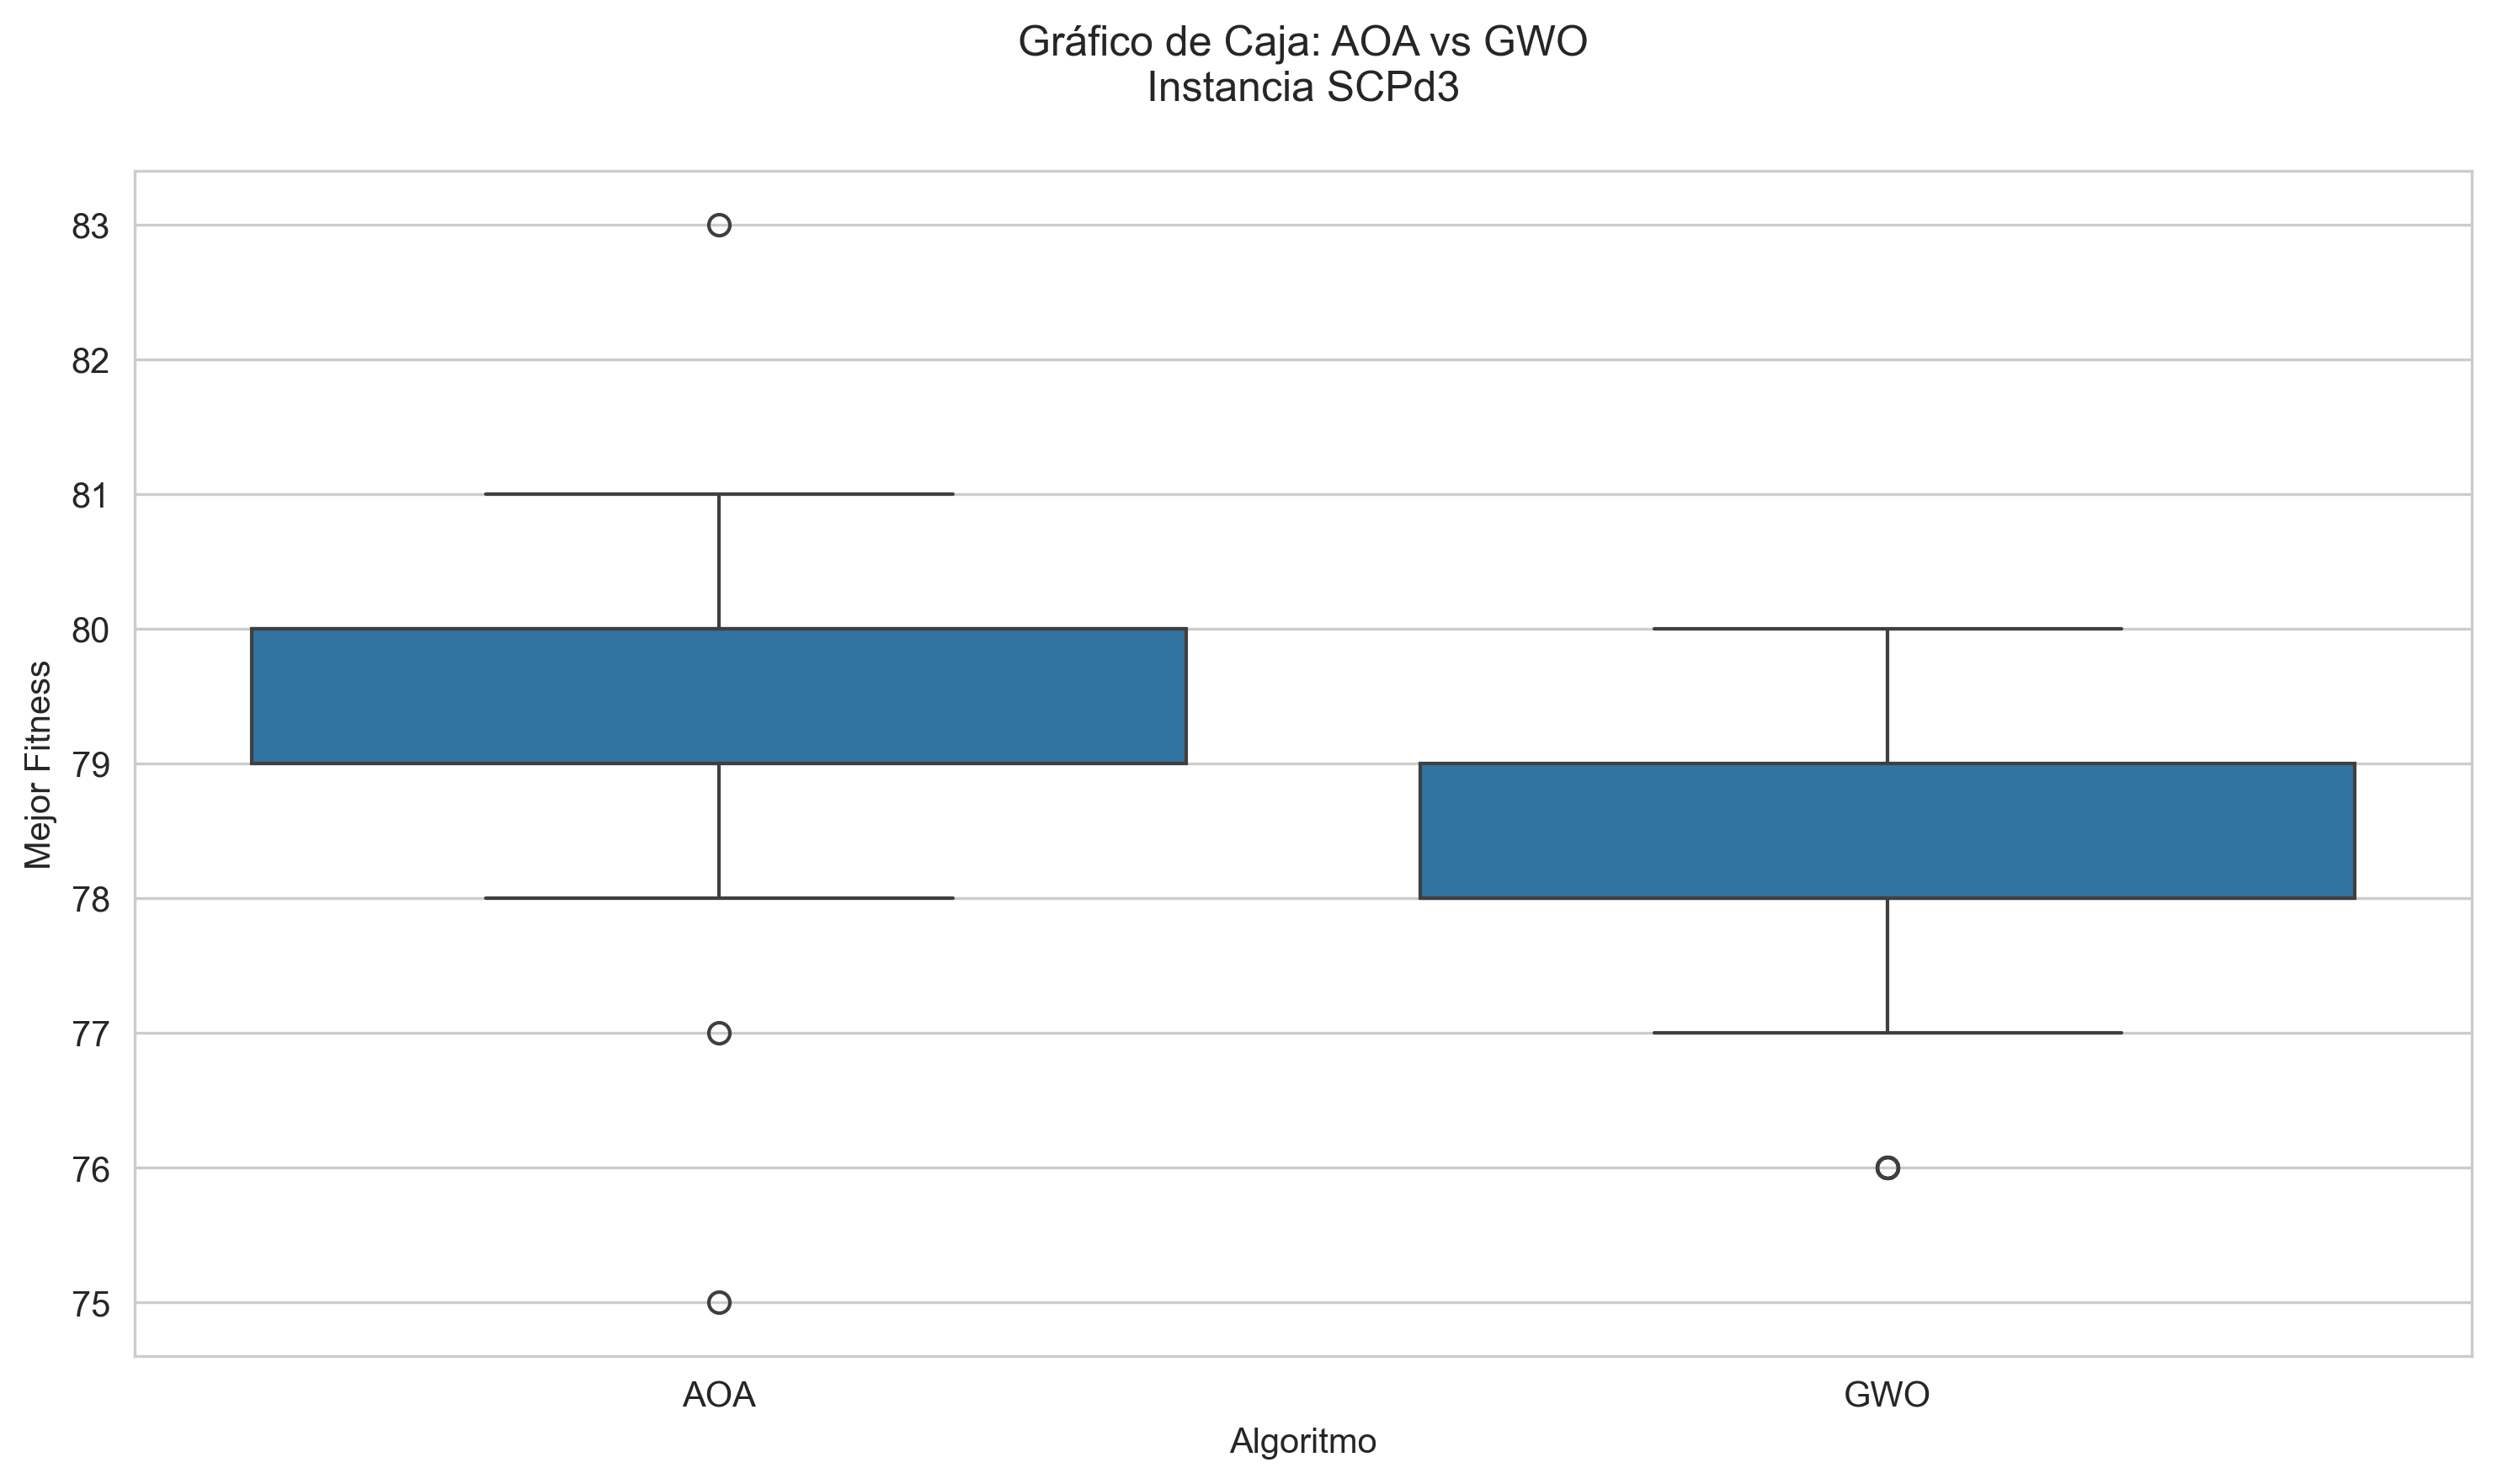 Gráfico de Caja: AOA vs GWO
Instancia SCPd3
Mejor Fitness
83
82
81
80
79
78
77
76
75
AOA
GWO
Algoritmo